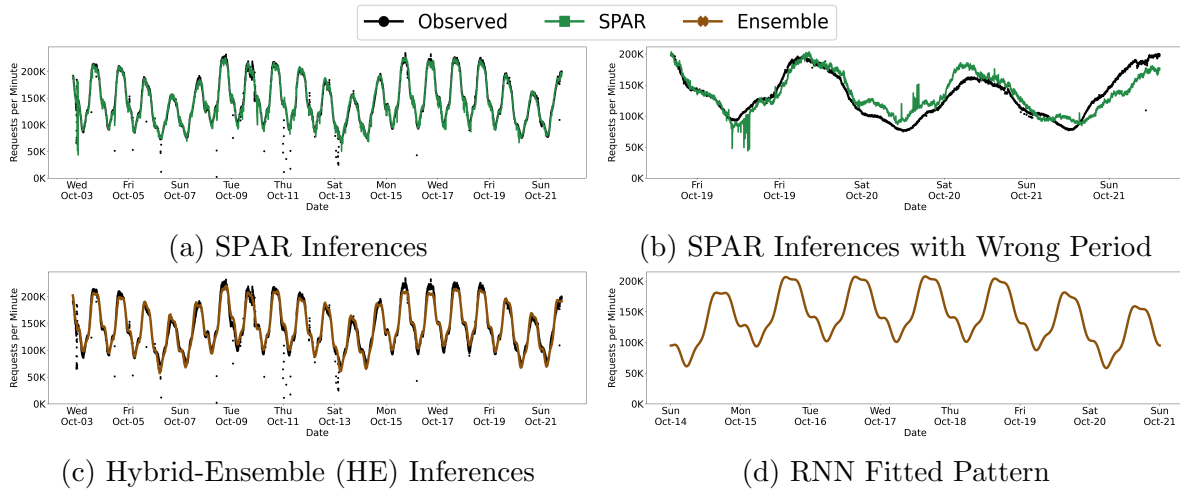 Observed SPAR Ensemble
Requests per Minute
200K
150K
100K
50K
0K
Wed Fri Sun Tue Thu Sat Mon Wed Fri Sun
Oct-03 Oct-05 Oct-07 Oct-09 Oct-11 Oct-13 Oct-15 Oct-17 Oct-19 Oct-21
Date
(a) SPAR Inferences
Requests per Minute
200K
150K
100K
50K
0K
Fri Fri Sat Sat Sun Sun
Oct-19 Oct-19 Oct-20 Oct-20 Oct-21 Oct-21
Date
(b) SPAR Inferences with Wrong Period
Requests per Minute
200K
150K
100K
50K
0K
Wed Fri Sun Tue Thu Sat Mon Wed Fri Sun
Oct-03 Oct-05 Oct-07 Oct-09 Oct-11 Oct-13 Oct-15 Oct-17 Oct-19 Oct-21
Date
(c) Hybrid-Ensemble (HE) Inferences
Requests per Minute
200K
150K
100K
50K
0K
Sun Mon Tue Wed Thu Fri Sat Sun
Oct-14 Oct-15 Oct-16 Oct-17 Oct-18 Oct-19 Oct-20 Oct-21
Date
(d) RNN Fitted Pattern